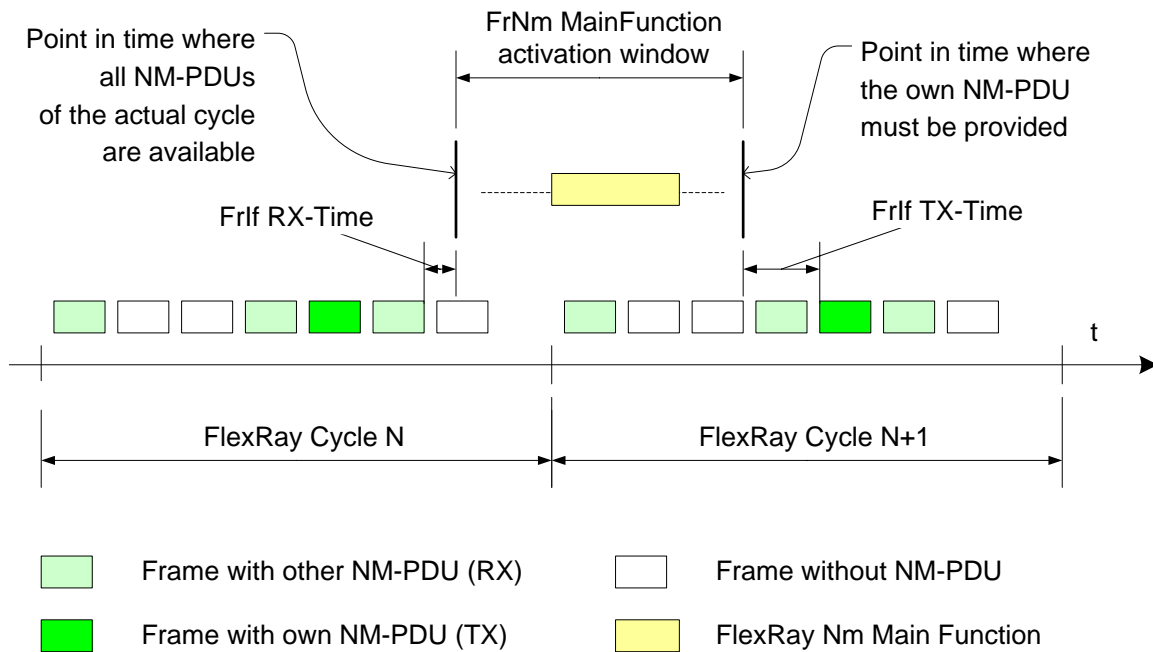 FrNm MainFunction
activation window
Point in time where
all NM-PDUs
of the actual cycle
are available
Point in time where
the own NM-PDU
must be provided
FrIf RX-Time
FrIf TX-Time
t
FlexRay Cycle N
FlexRay Cycle N+1
Frame with other NM-PDU (RX)
Frame without NM-PDU
Frame with own NM-PDU (TX)
FlexRay Nm Main Function